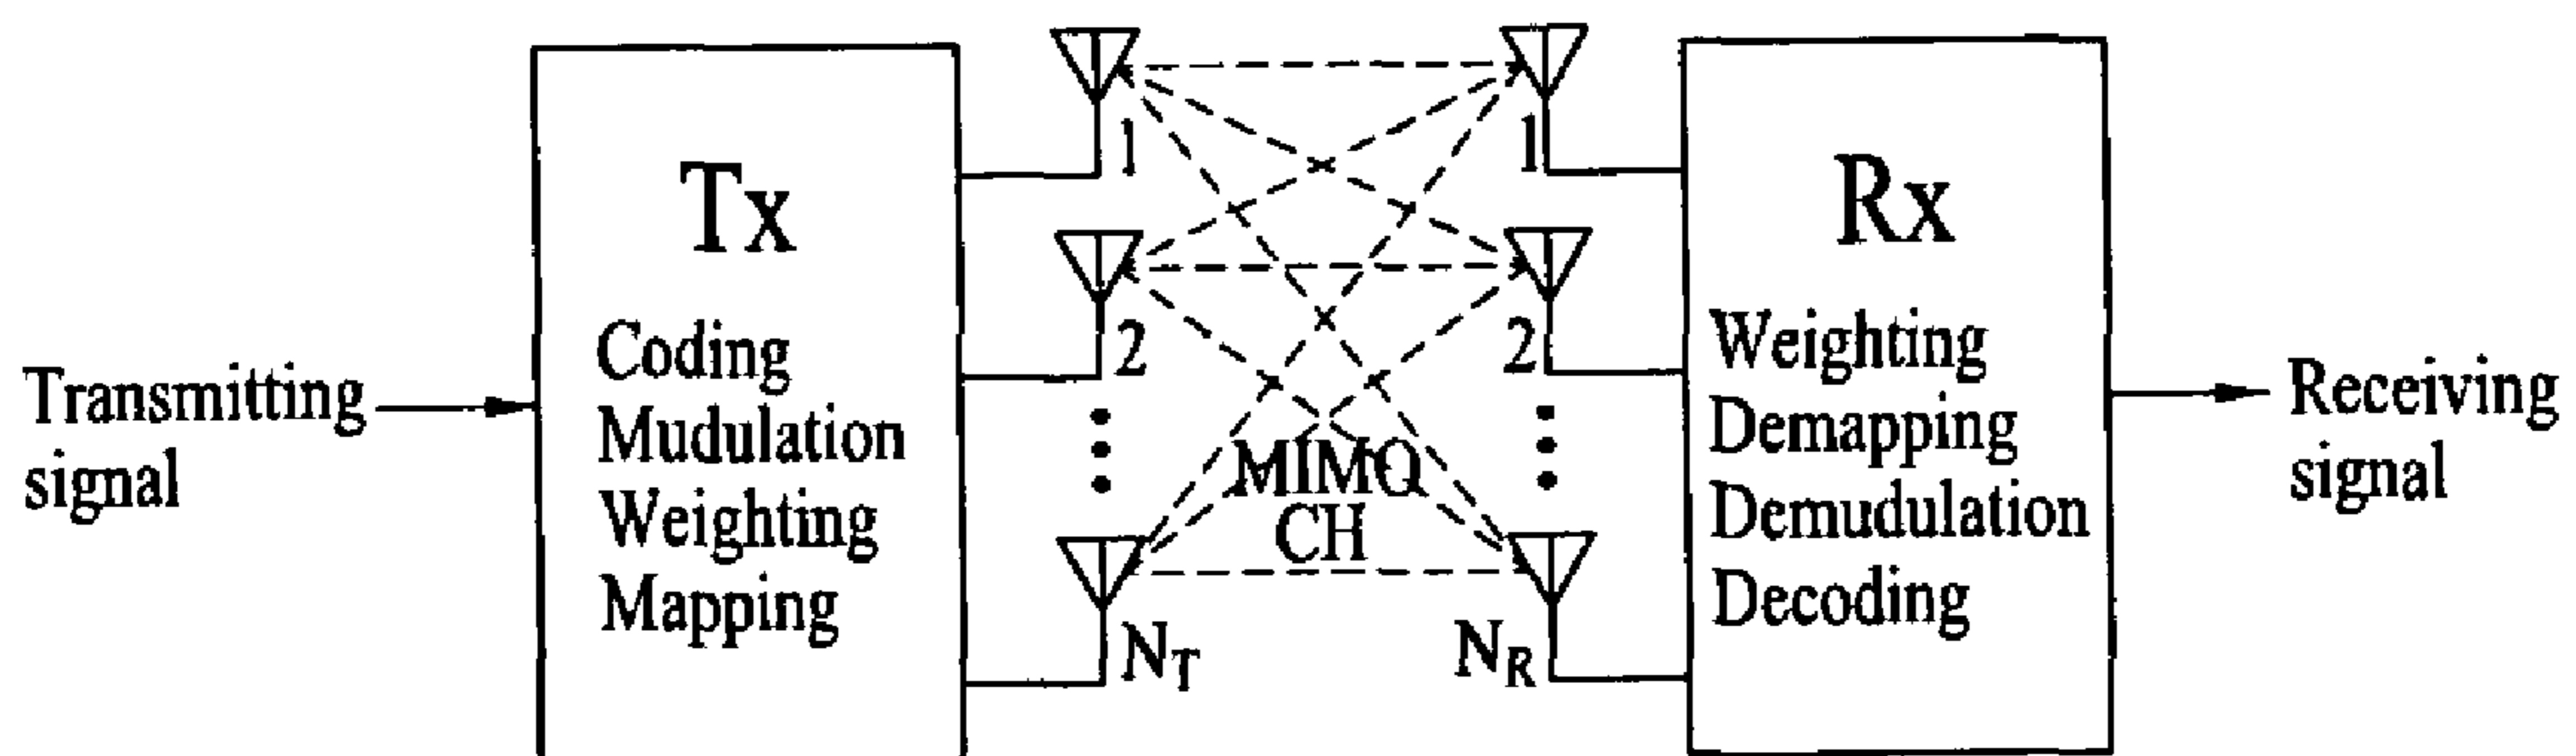 Transmitting
signal
Tx
Coding
Mudulation
Weighting
Mapping
1
2
N_T
MIMO
CH
1
2
N_R
Rx
Weighting
Demapping
Demudulation
Decoding
Receiving
signal